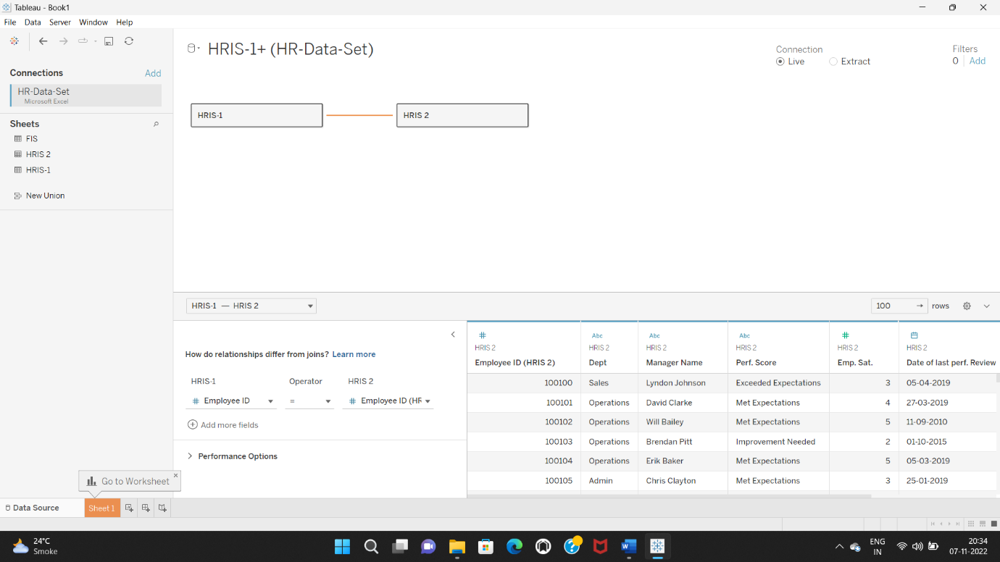 Tableau - Book1
File Data Server Window Help
HRIS-1+ (HR-Data-Set)
Connection
Live Extract
Filters
0 Add
Connections Add
HR-Data-Set
Microsoft Excel
Sheets
FIS
HRIS 2
HRIS-1
New Union
HRIS-1 HRIS 2
HRIS-1 — HRIS 2
100 → rows
How do relationships differ from joins? Learn more
HRIS-1 Operator HRIS 2
# Employee ID = # Employee ID (HF
Add more fields
Performance Options
# Abc Abc Abc #
HRIS 2 HRIS 2 HRIS 2 HRIS 2 HRIS 2 HRIS 2
Employee ID (HRIS 2) Dept Manager Name Perf. Score Emp. Sat. Date of last perf. Review
100100 Sales Lyndon Johnson Exceeded Expectations 3 05-04-2019
100101 Operations David Clarke Met Expectations 4 27-03-2019
100102 Operations Will Bailey Met Expectations 5 11-09-2010
100103 Operations Brendan Pitt Improvement Needed 2 01-10-2015
100104 Operations Erik Baker Met Expectations 5 05-03-2019
100105 Admin Chris Clayton Met Expectations 3 25-01-2019
Go to Worksheet
Data Source Sheet 1
24°C
Smoke
ENG
IN
20:34
07-11-2022